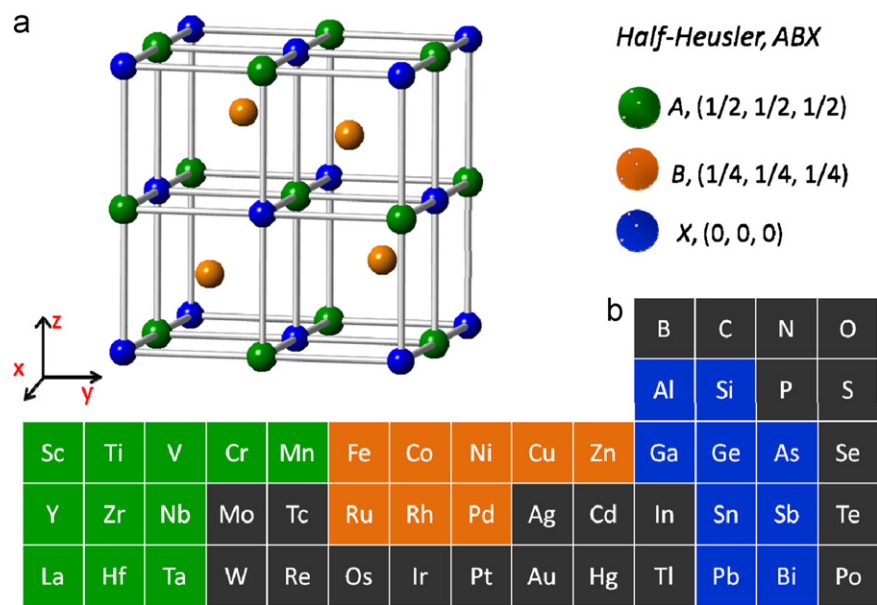 a
Half-Heusler, ABX
A, (1/2, 1/2, 1/2)
B, (1/4, 1/4, 1/4)
X, (0, 0, 0)
z
x
y
b
B C N O
Al Si P S
Sc Ti V Cr Mn Fe Co Ni Cu Zn Ga Ge As Se
Y Zr Nb Mo Tc Ru Rh Pd Ag Cd In Sn Sb Te
La Hf Ta W Re Os Ir Pt Au Hg Tl Pb Bi Po